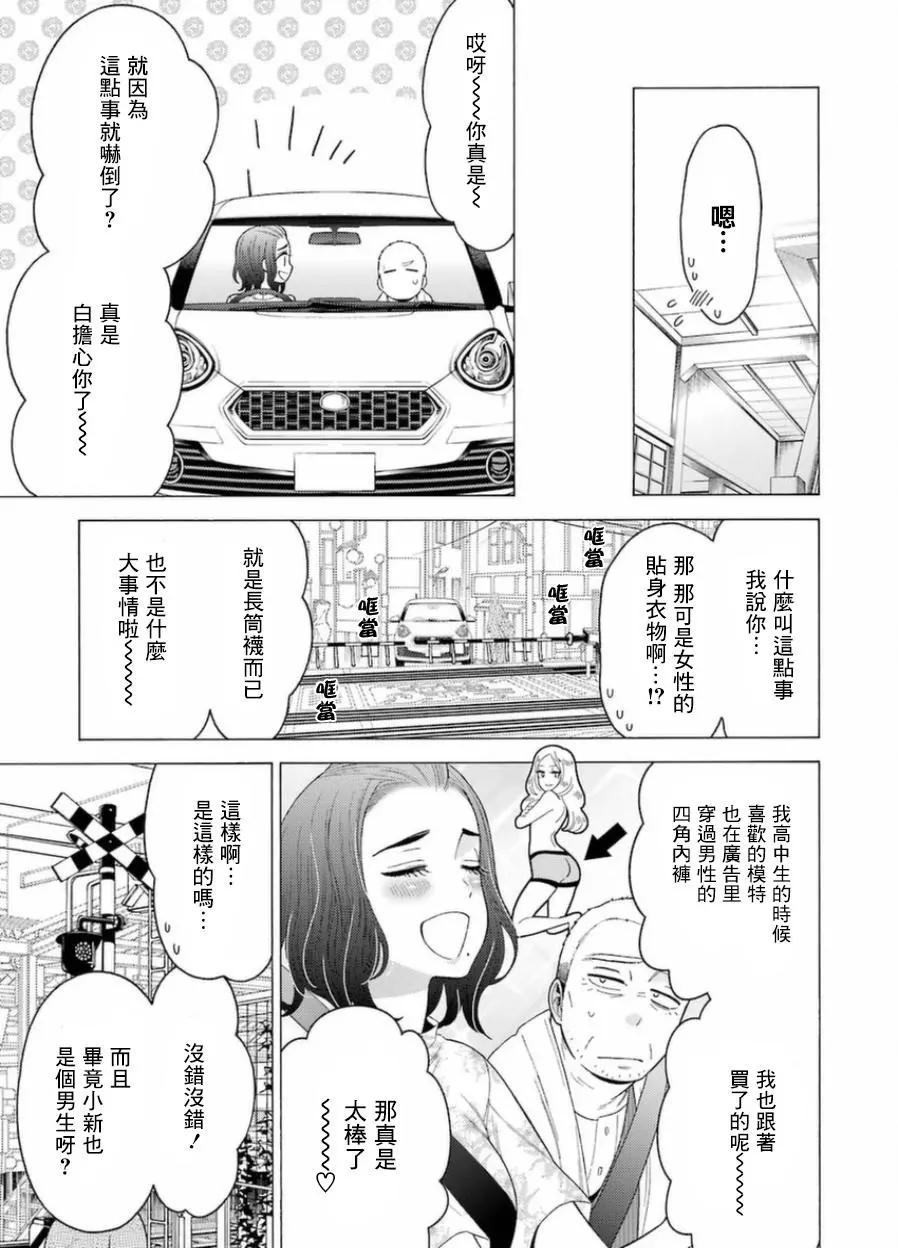 嗯…
哎呀~~~你真是~
就因為
這點事就嚇倒了？
真是
白擔心你了~~~
什麼叫這點事
我說你…
那 那可是女性的
貼身衣物啊…!?
哐當
哐當
哐當
哐當
就是長筒襪而已
也不是什麼
大事情啦~~~~
我高中生的時候
喜歡的模特
也在廣告里
穿過男性的
四角內褲
我也跟著
買了的呢~~~~
那真是
太棒了
~~~♡
這樣啊…
是這樣的嗎…
沒錯沒錯！
而且
畢竟小新也
是個男生呀？